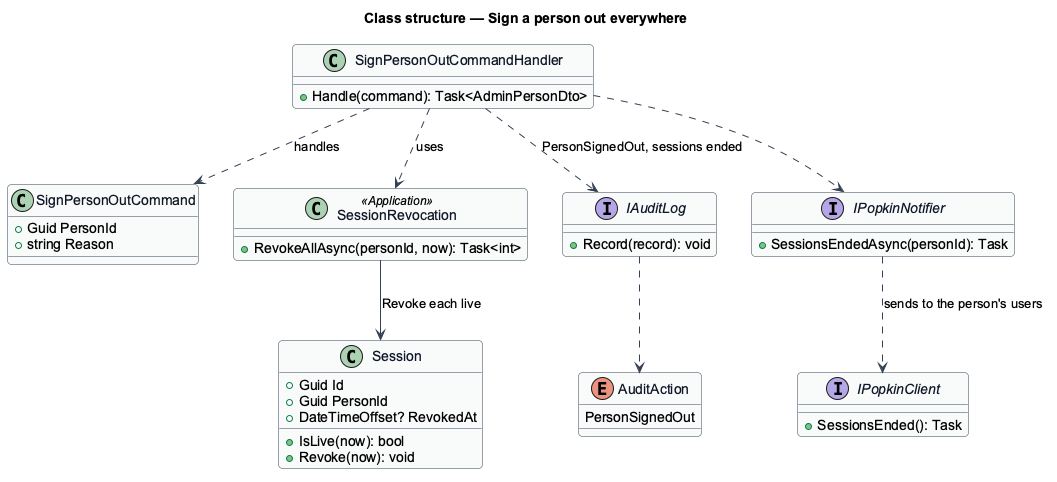 Class structure — Sign a person out everywhere
C SignPersonOutCommandHandler
Handle(command): Task<AdminPersonDto>
handles
uses
PersonSignedOut, sessions ended
C SignPersonOutCommand
Guid PersonId
string Reason
C «Application»
SessionRevocation
RevokeAllAsync(personId, now): Task<int>
I IAuditLog
Record(record): void
I IPopkinNotifier
SessionsEndedAsync(personId): Task
Revoke each live
sends to the person's users
C Session
Guid Id
Guid PersonId
DateTimeOffset? RevokedAt
IsLive(now): bool
Revoke(now): void
E AuditAction
PersonSignedOut
I IPopkinClient
SessionsEnded(): Task